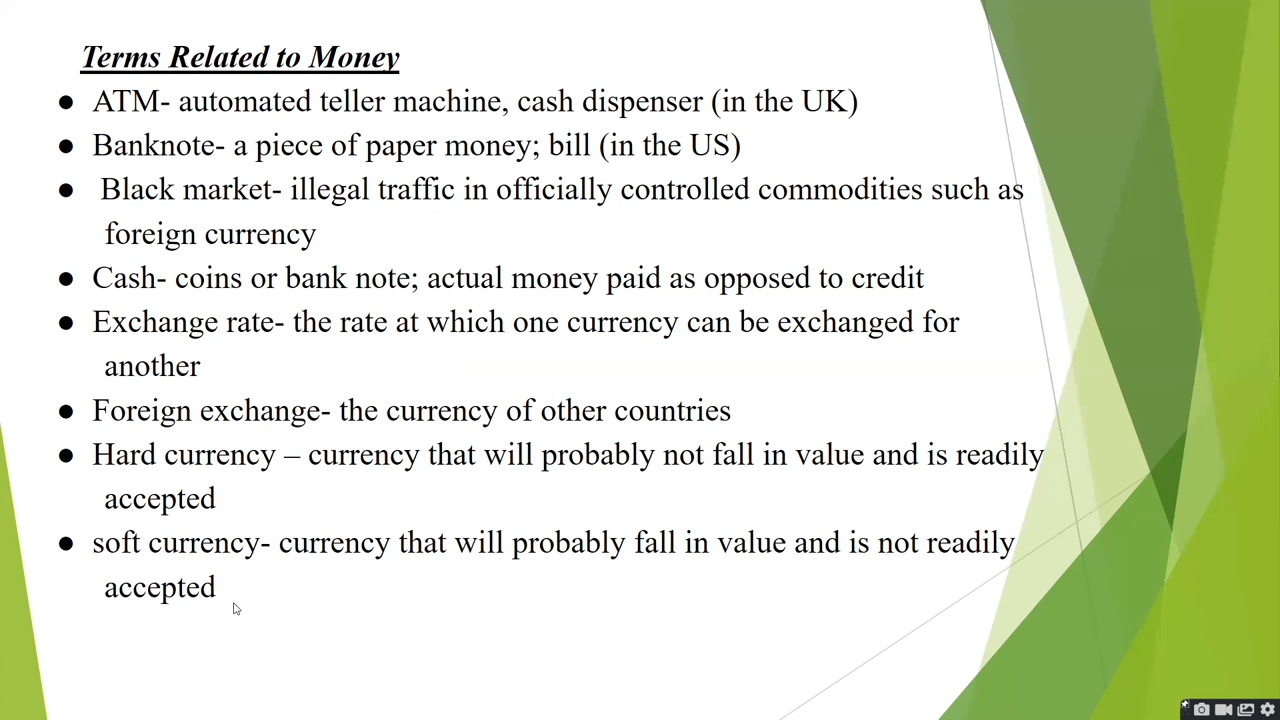 Terms Related to Money
● ATM- automated teller machine, cash dispenser (in the UK)
● Banknote- a piece of paper money; bill (in the US)
● Black market- illegal traffic in officially controlled commodities such as
foreign currency
● Cash- coins or bank note; actual money paid as opposed to credit
● Exchange rate- the rate at which one currency can be exchanged for
another
● Foreign exchange- the currency of other countries
● Hard currency – currency that will probably not fall in value and is readily
accepted
● soft currency- currency that will probably fall in value and is not readily
accepted